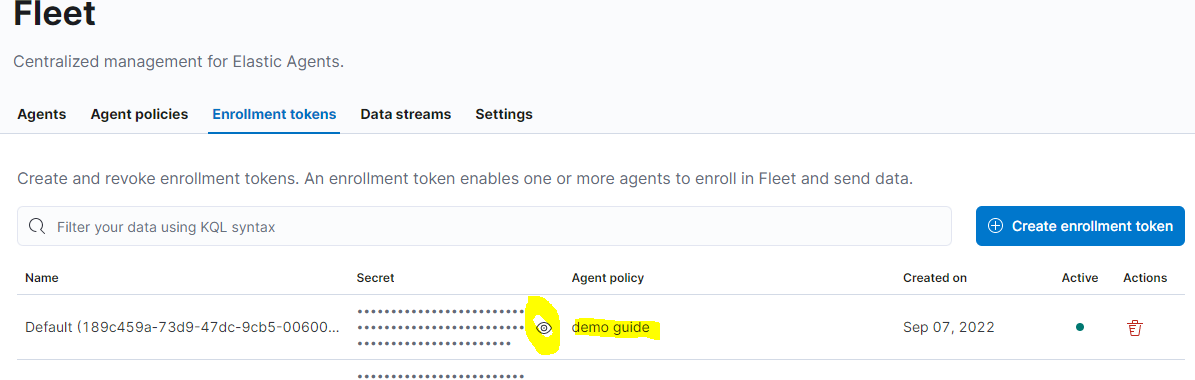 Fleet
Centralized management for Elastic Agents.
Agents Agent policies Enrollment tokens Data streams Settings
Create and revoke enrollment tokens. An enrollment token enables one or more agents to enroll in Fleet and send data.
Filter your data using KQL syntax
Create enrollment token
Name Secret Agent policy Created on Active Actions
Default (189c459a-73d9-47dc-9cb5-00600... ••••••••••••••••••••••••• demo guide Sep 07, 2022
•••••••••••••••••••••••••
•••••••••••••••••••••••
•••••••••••••••••••••••••